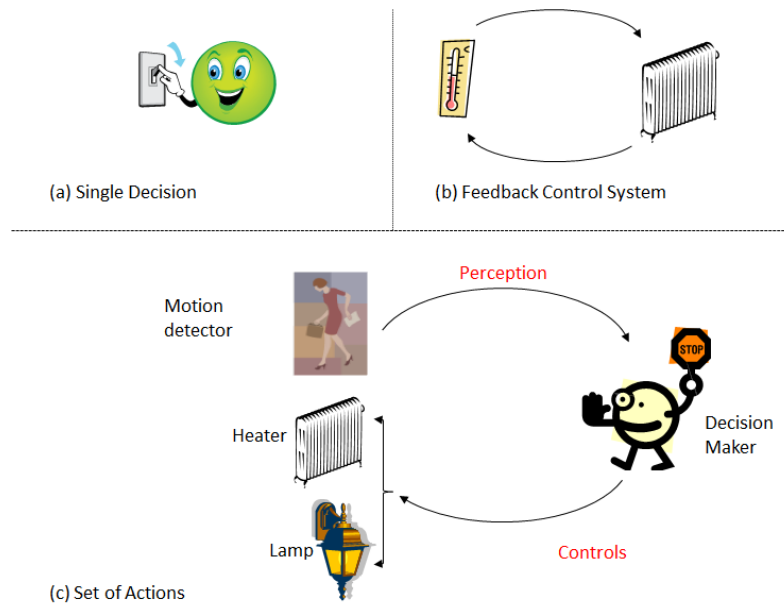 (a) Single Decision
c
(b) Feedback Control System
Motion
detector
Perception
STOP
Decision
Maker
Heater
Lamp
Controls
(c) Set of Actions